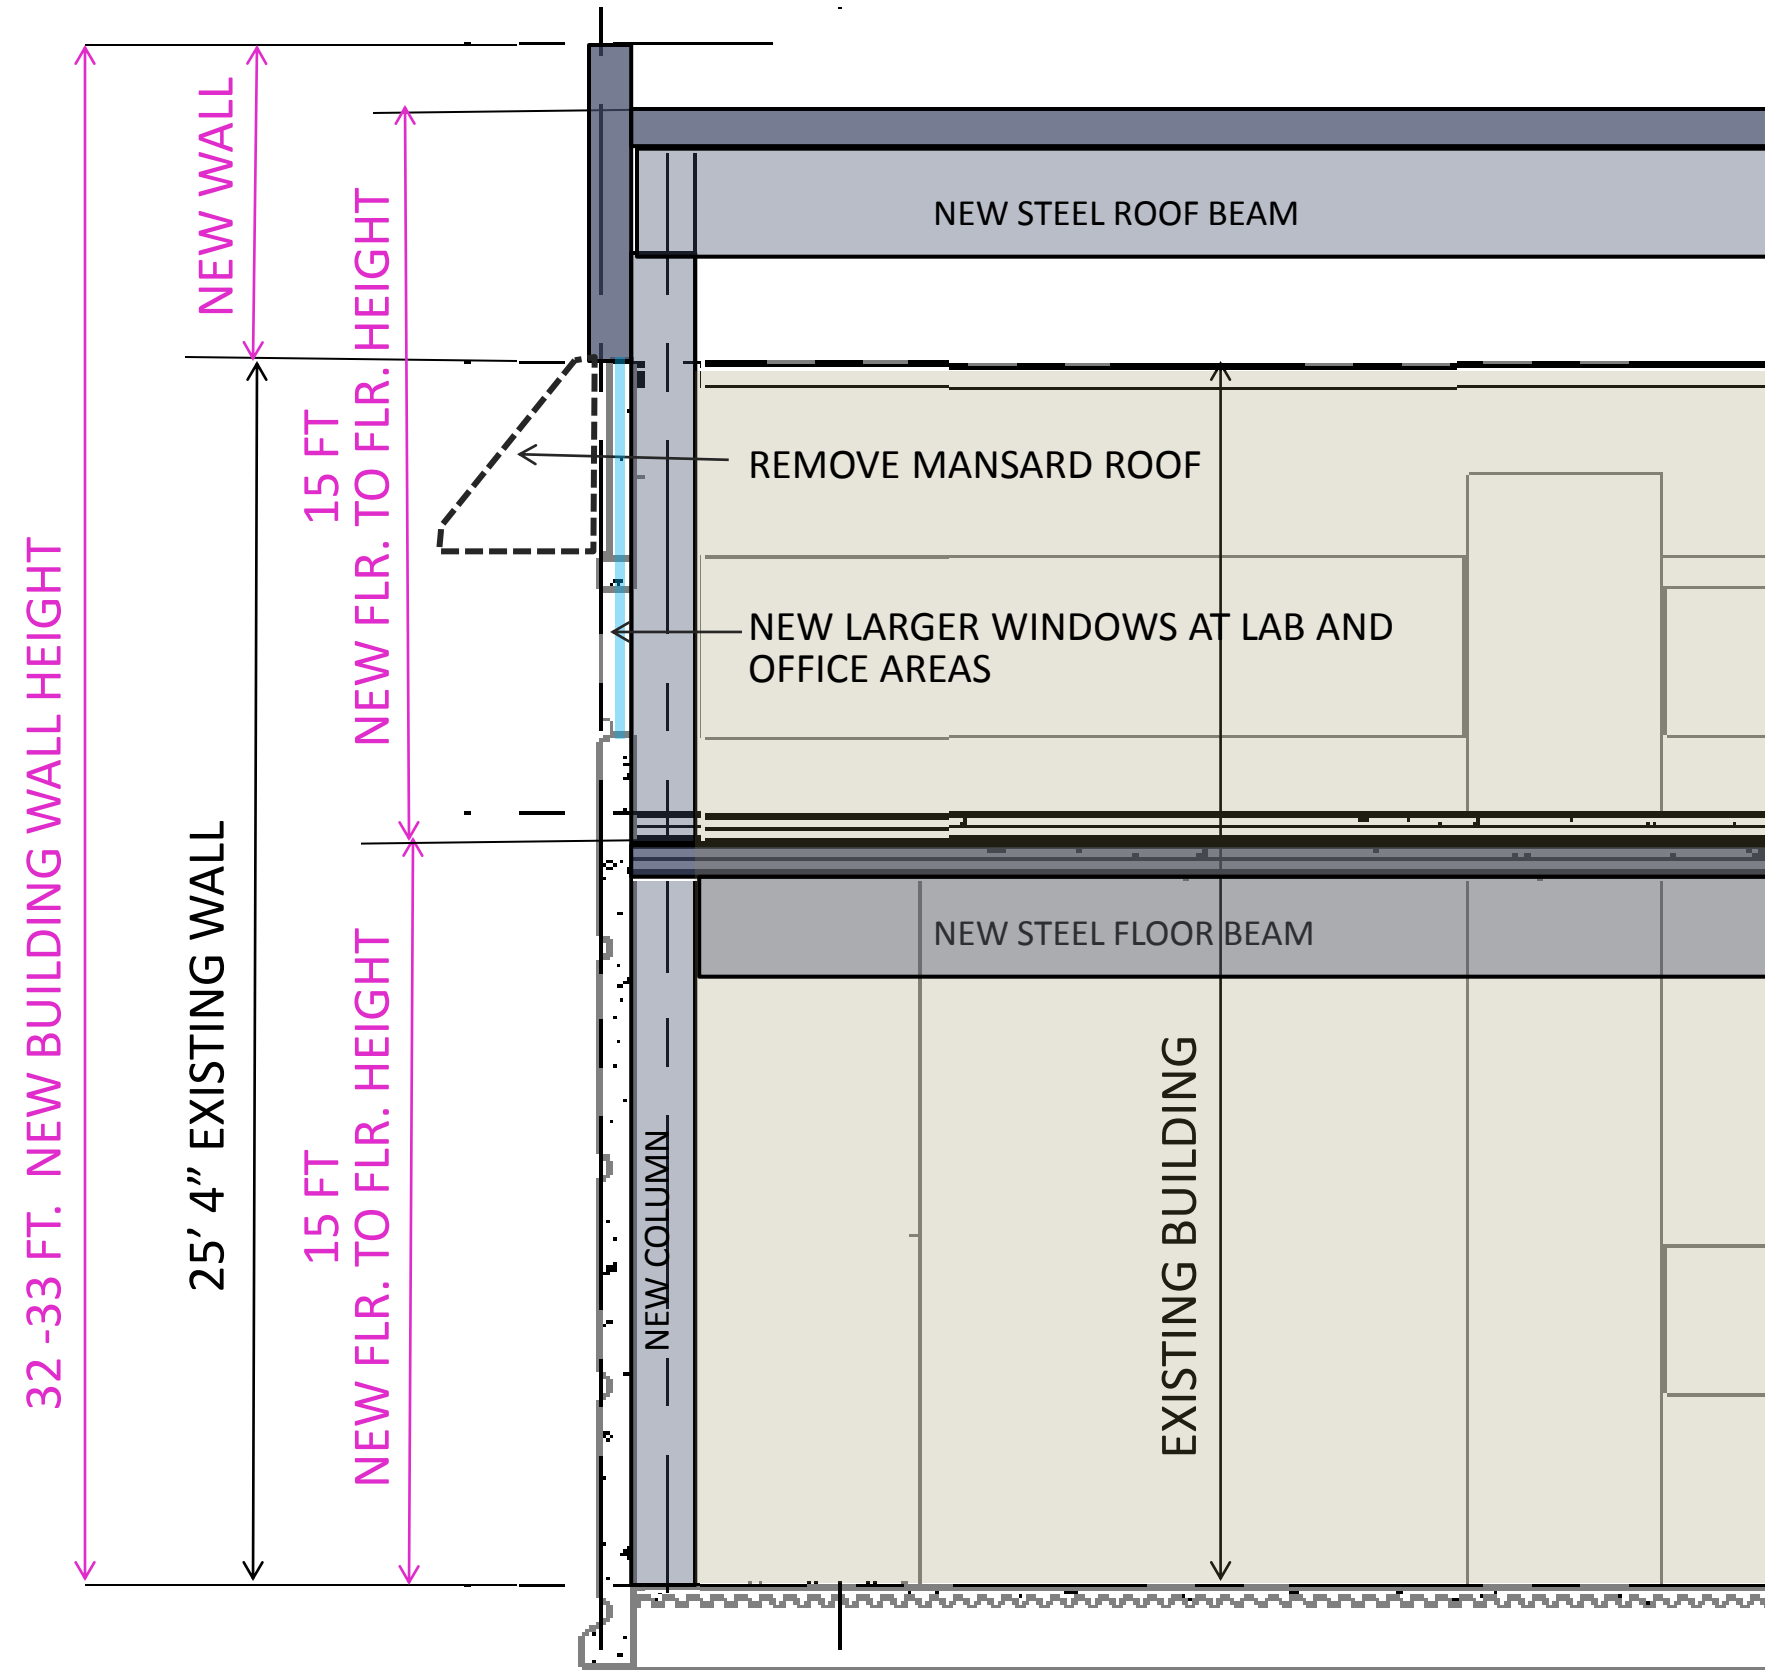 32 -33 FT. NEW BUILDING WALL HEIGHT
NEW WALL
25’ 4” EXISTING WALL
15 FT
NEW FLR. TO FLR. HEIGHT
15 FT
NEW FLR. TO FLR. HEIGHT
NEW STEEL ROOF BEAM
REMOVE MANSARD ROOF
NEW LARGER WINDOWS AT LAB AND
OFFICE AREAS
NEW STEEL FLOOR BEAM
NEW COLUMN
EXISTING BUILDING